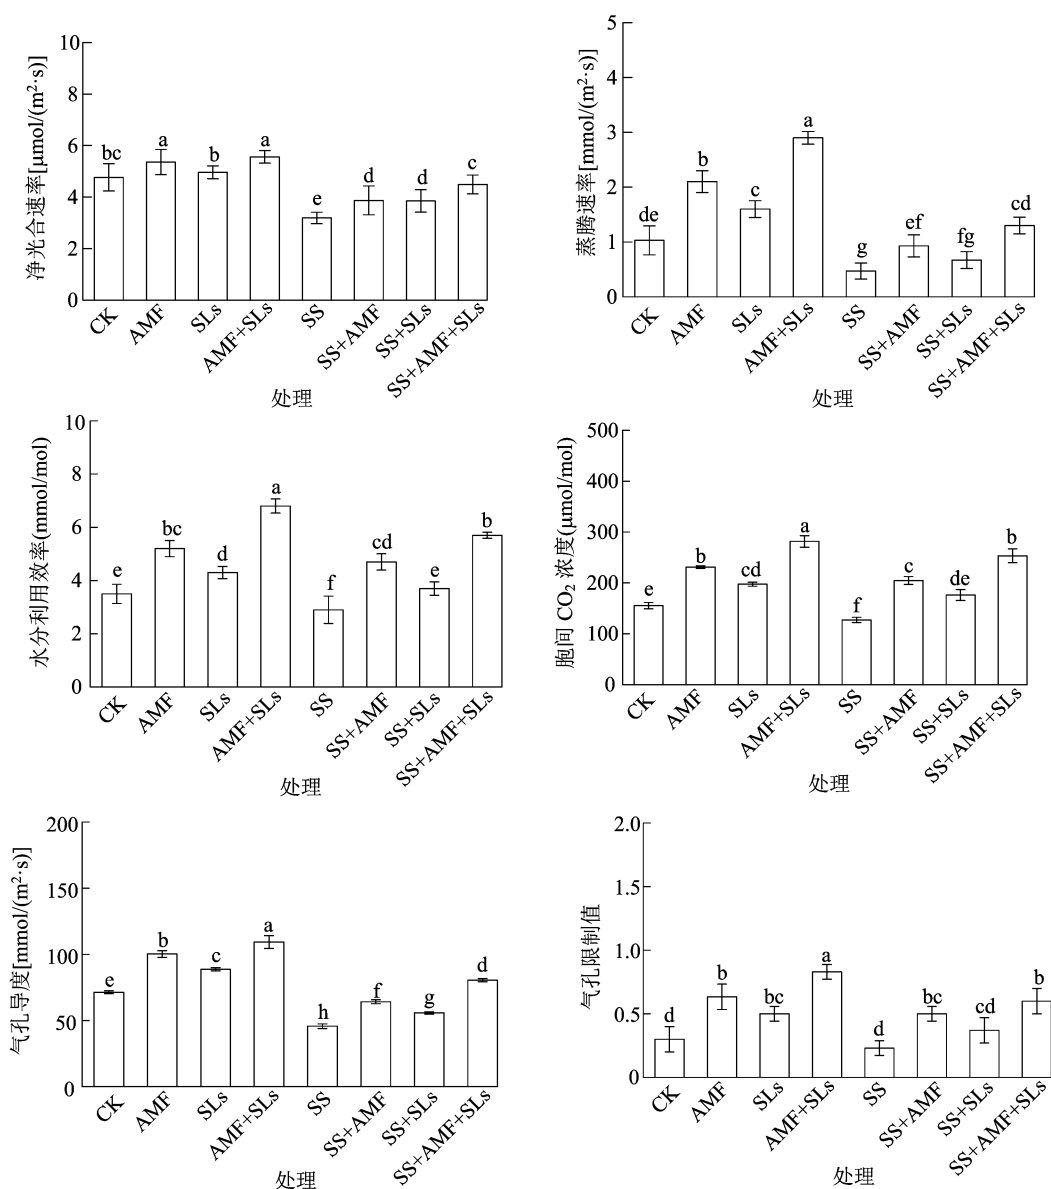 净光合速率[μmol/(m²·s)]
10
8
6
4
2
0
bc
a
b
a
e
d
d
c
CK
AMF
SLs
AMF+SLs
SS
SS+AMF
SS+SLs
SS+AMF+SLs
处理
蒸腾速率[mmol/(m²·s)]
5
4
3
2
1
0
de
b
c
a
g
ef
fg
cd
CK
AMF
SLs
AMF+SLs
SS
SS+AMF
SS+SLs
SS+AMF+SLs
处理
水分利用效率(mmol/mol)
10
8
6
4
2
0
e
bc
d
a
f
cd
e
b
CK
AMF
SLs
AMF+SLs
SS
SS+AMF
SS+SLs
SS+AMF+SLs
处理
胞间 CO₂ 浓度(μmol/mol)
500
400
300
200
100
0
e
b
cd
a
f
c
de
b
CK
AMF
SLs
AMF+SLs
SS
SS+AMF
SS+SLs
SS+AMF+SLs
处理
气孔导度[mmol/(m²·s)]
200
150
100
50
0
e
b
c
a
h
f
g
d
CK
AMF
SLs
AMF+SLs
SS
SS+AMF
SS+SLs
SS+AMF+SLs
处理
气孔限制值
2.0
1.5
1.0
0.5
0
d
b
bc
a
d
bc
cd
b
CK
AMF
SLs
AMF+SLs
SS
SS+AMF
SS+SLs
SS+AMF+SLs
处理